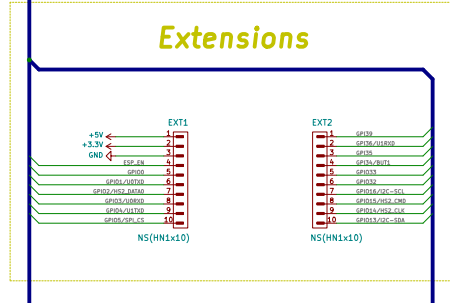 Extensions
EXT1
+5V 1
+3.3V 2
GND 3
ESP_EN 4
GPIO0 5
GPIO1/U0TXD 6
GPIO2/HS2_DATA0 7
GPIO3/U0RXD 8
GPIO4/U1TXD 9
GPIO5/SPI_CS 10
NS(HN1x10)
EXT2
1 GPI39
2 GPI36/U1RXD
3 GPI35
4 GPI34/BUT1
5 GPIO33
6 GPIO32
7 GPIO16/I2C-SCL
8 GPIO15/HS2_CMD
9 GPIO14/HS2_CLK
10 GPIO13/I2C-SDA
NS(HN1x10)